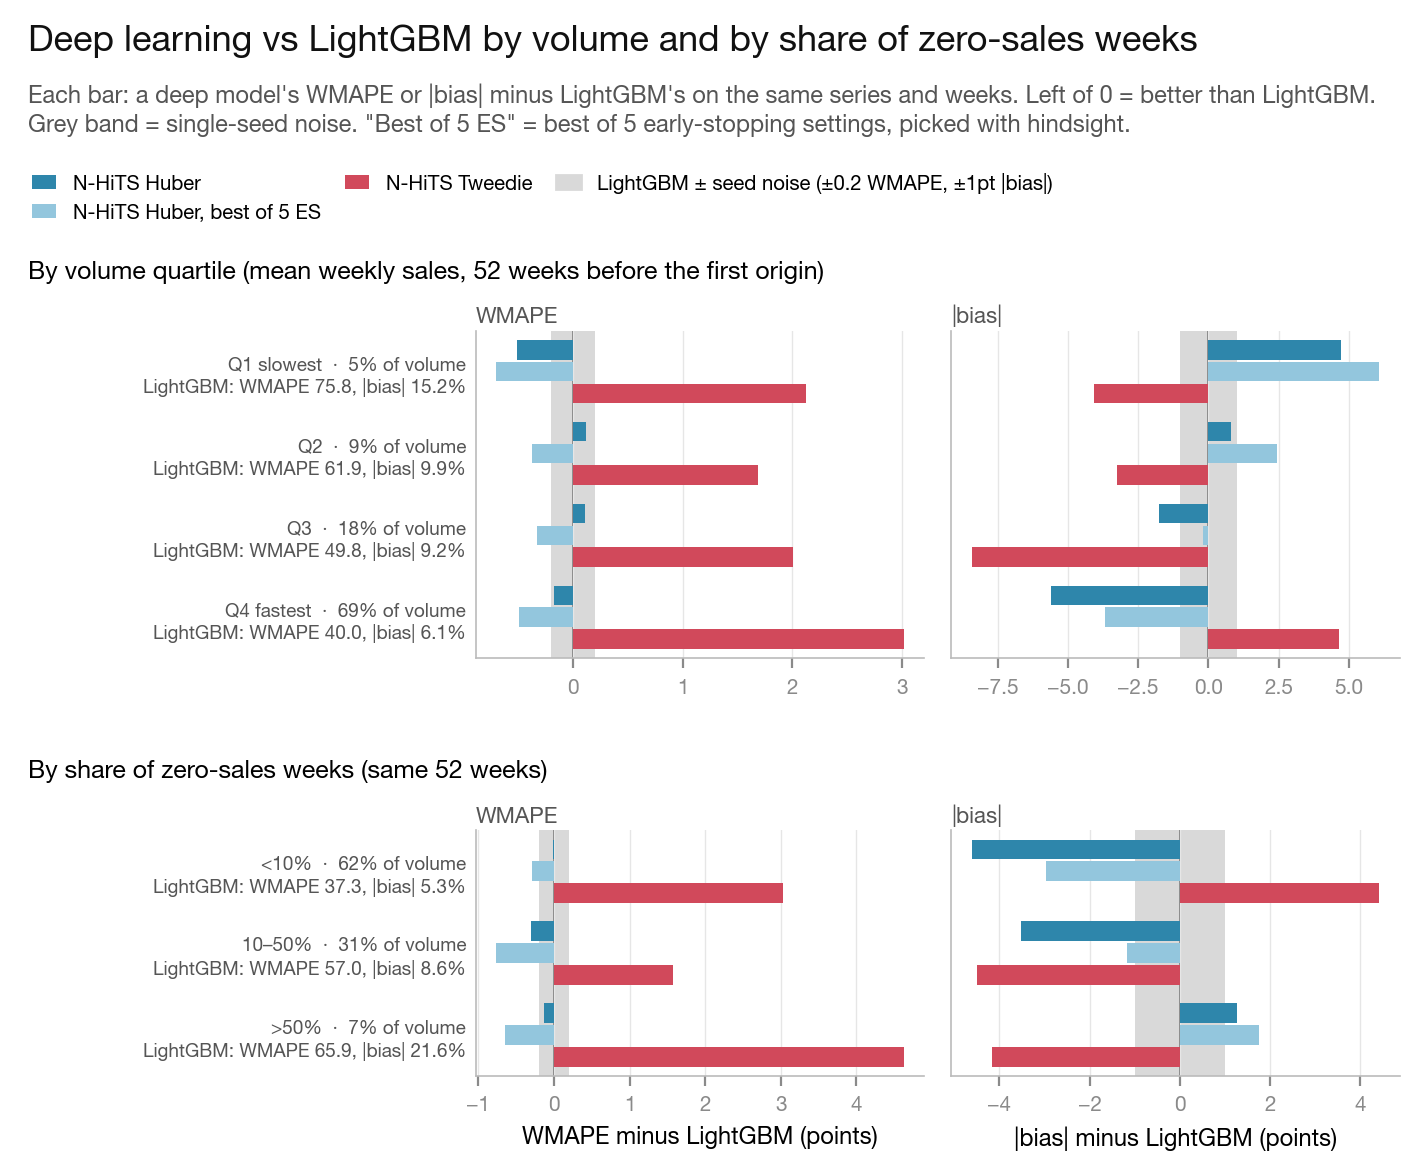 Deep learning vs LightGBM by volume and by share of zero-sales weeks
Each bar: a deep model's WMAPE or |bias| minus LightGBM's on the same series and weeks. Left of 0 = better than LightGBM.
Grey band = single-seed noise. "Best of 5 ES" = best of 5 early-stopping settings, picked with hindsight.
N-HiTS Huber
N-HiTS Tweedie
LightGBM ± seed noise (±0.2 WMAPE, ±1pt |bias|)
N-HiTS Huber, best of 5 ES
By volume quartile (mean weekly sales, 52 weeks before the first origin)
WMAPE
|bias|
Q1 slowest · 5% of volume
LightGBM: WMAPE 75.8, |bias| 15.2%
Q2 · 9% of volume
LightGBM: WMAPE 61.9, |bias| 9.9%
Q3 · 18% of volume
LightGBM: WMAPE 49.8, |bias| 9.2%
Q4 fastest · 69% of volume
LightGBM: WMAPE 40.0, |bias| 6.1%
0 1 2 3
−7.5 −5.0 −2.5 0.0 2.5 5.0
By share of zero-sales weeks (same 52 weeks)
WMAPE
|bias|
<10% · 62% of volume
LightGBM: WMAPE 37.3, |bias| 5.3%
10–50% · 31% of volume
LightGBM: WMAPE 57.0, |bias| 8.6%
>50% · 7% of volume
LightGBM: WMAPE 65.9, |bias| 21.6%
−1 0 1 2 3 4
−4 −2 0 2 4
WMAPE minus LightGBM (points)
|bias| minus LightGBM (points)